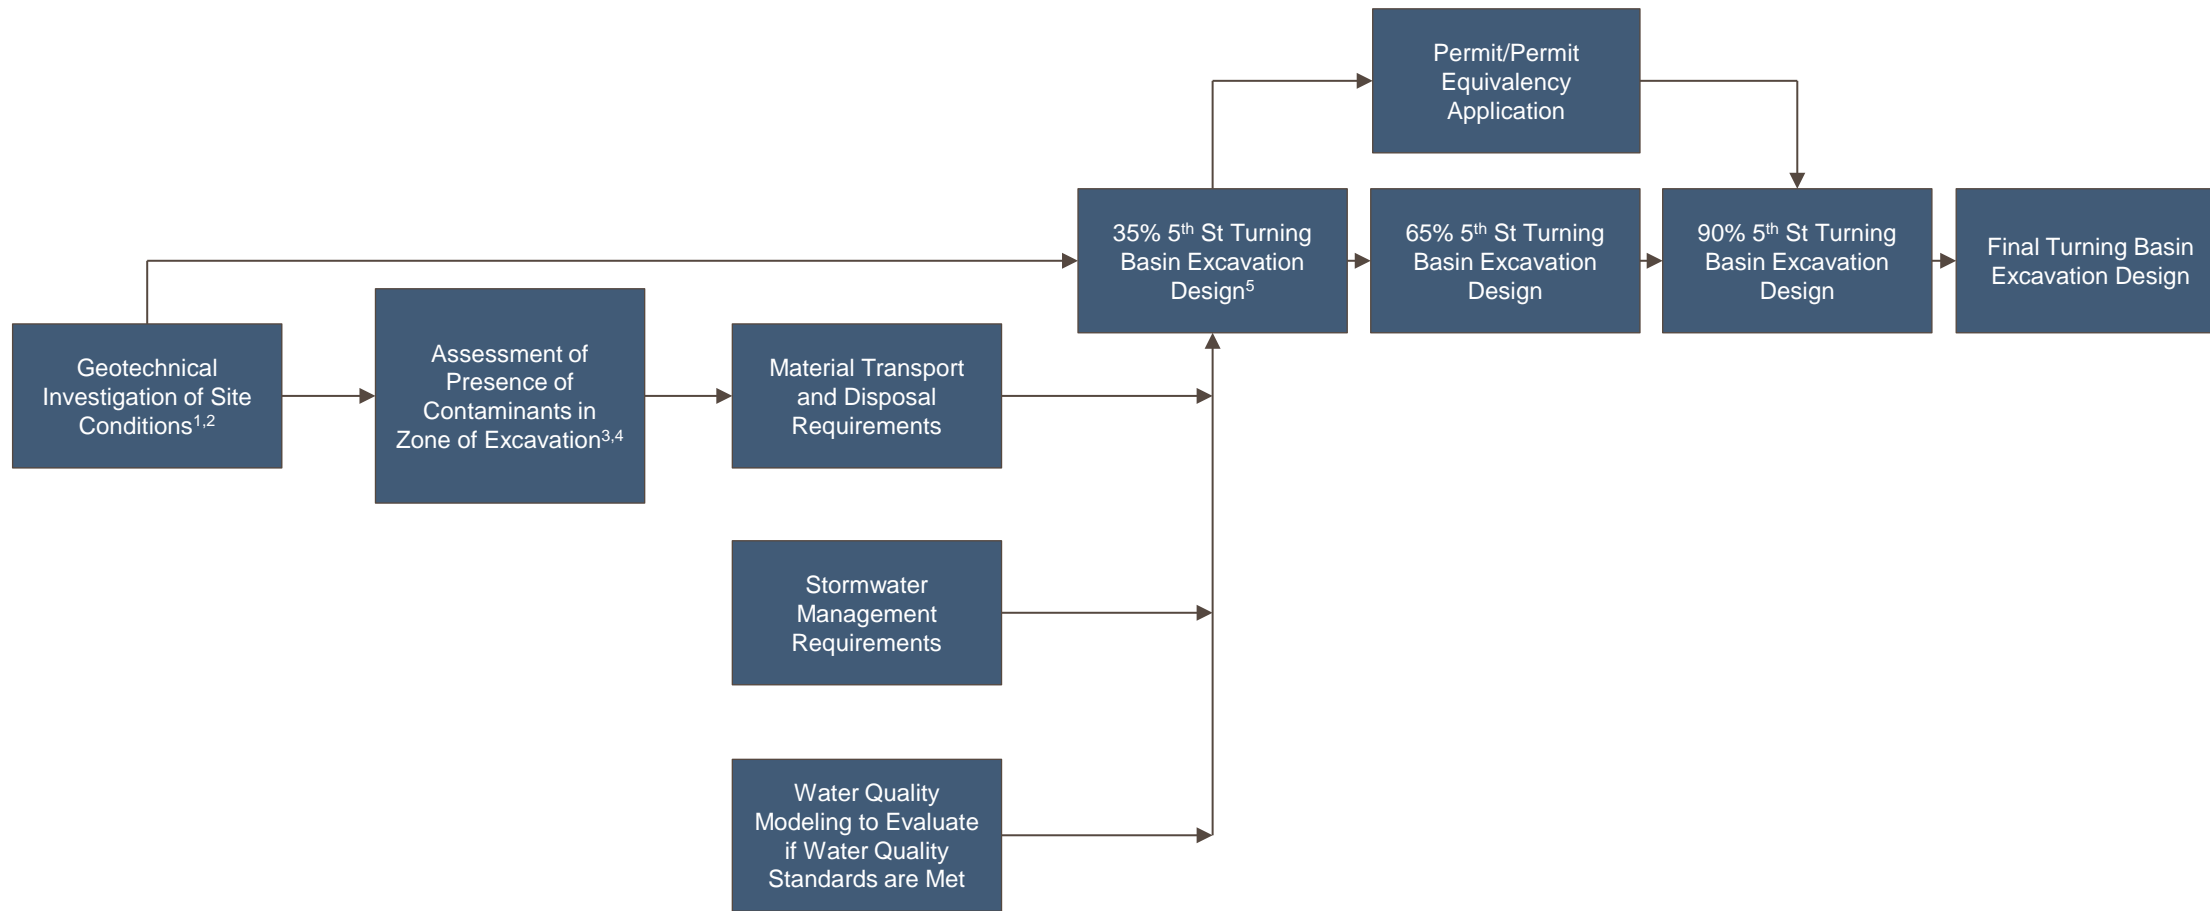 Permit/Permit
Equivalency
Application
35% 5th St Turning
Basin Excavation
Design5
65% 5th St Turning
Basin Excavation
Design
90% 5th St Turning
Basin Excavation
Design
Final Turning Basin
Excavation Design
Geotechnical
Investigation of Site
Conditions1,2
Assessment of
Presence of
Contaminants in
Zone of Excavation3,4
Material Transport
and Disposal
Requirements
Stormwater
Management
Requirements
Water Quality
Modeling to Evaluate
if Water Quality
Standards are Met